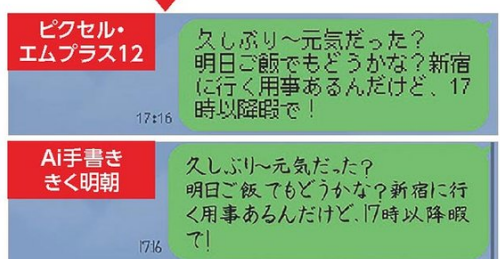 ピクセル・
エムプラス12
久しぶり〜元気だった？
明日ご飯でもどうかな？新宿
に行く用事あるんだけど、17
時以降暇で！
17:16
Ai手書き
きく明朝
久しぶり〜元気だった？
明日ご飯でもどうかな？新宿に行
く用事あるんだけど、17時以降暇
で！
17:16